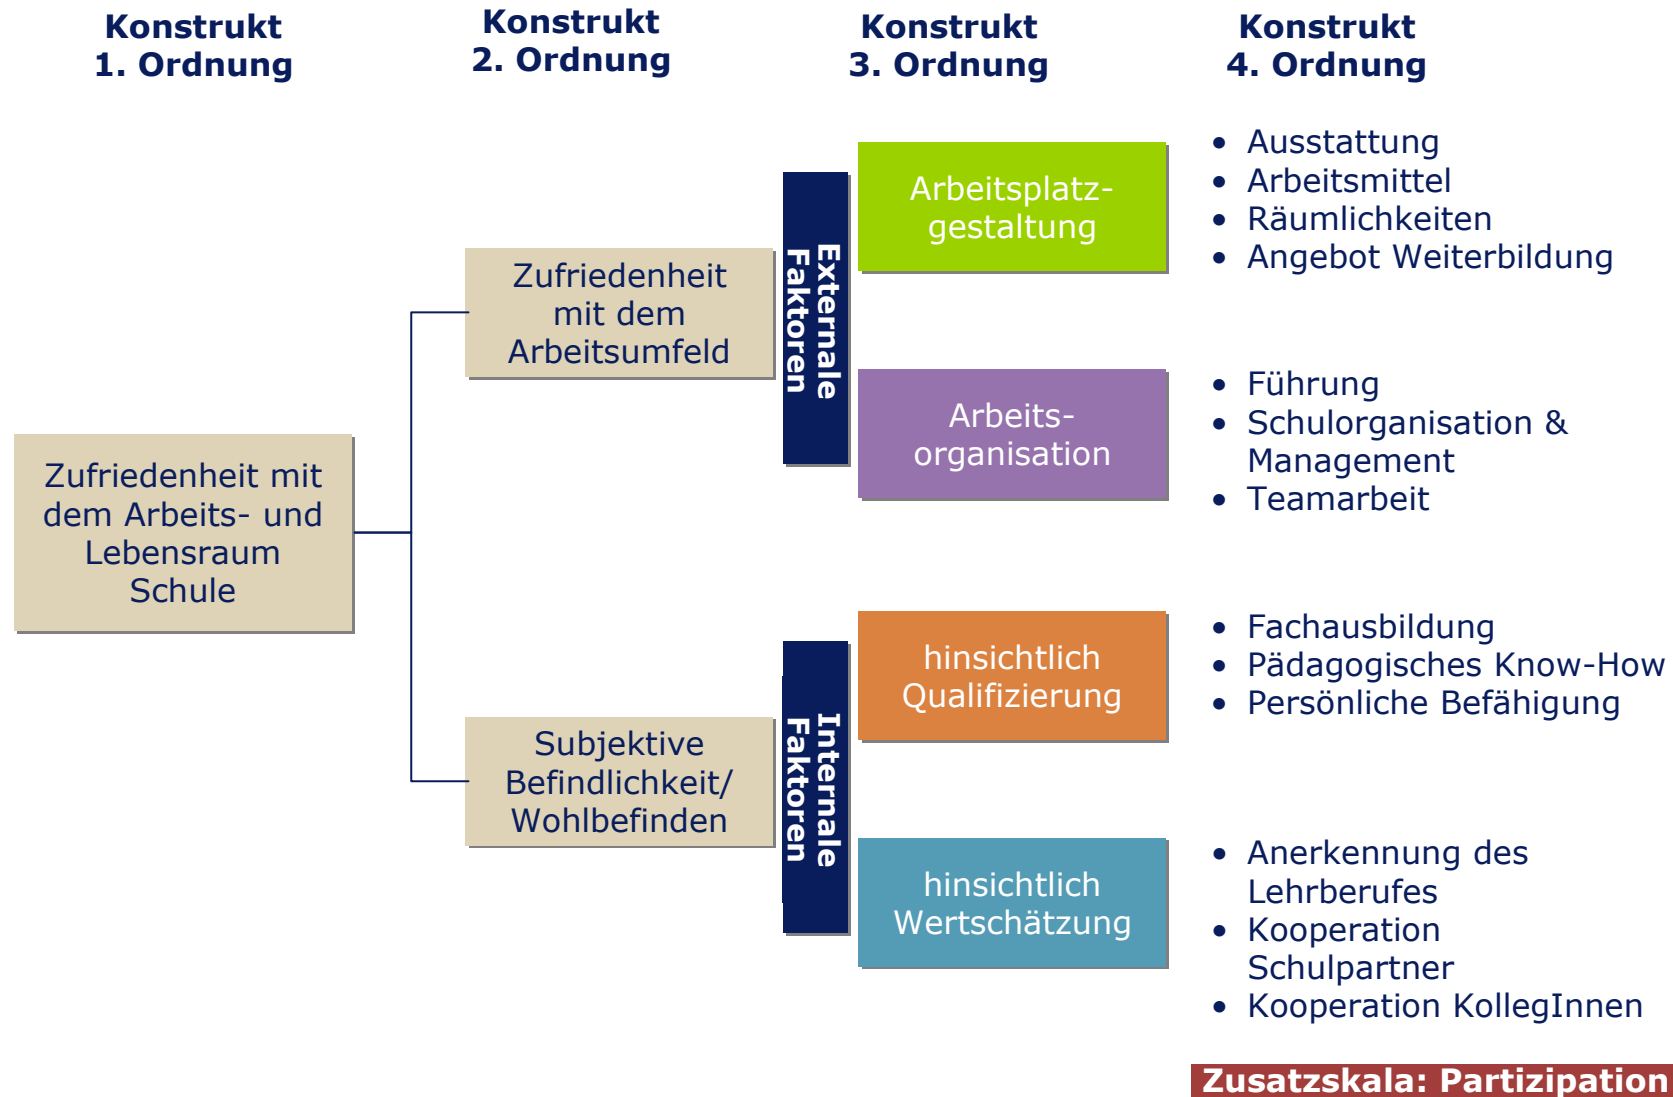 Konstrukt
1. Ordnung
Konstrukt
2. Ordnung
Konstrukt
3. Ordnung
Konstrukt
4. Ordnung
Zufriedenheit mit
dem Arbeits- und
Lebensraum
Schule
Zufriedenheit
mit dem
Arbeitsumfeld
Subjektive
Befindlichkeit/
Wohlbefinden
Externale
Faktoren
Internale
Faktoren
Arbeitsplatz-
gestaltung
• Ausstattung
• Arbeitsmittel
• Räumlichkeiten
• Angebot Weiterbildung
Arbeits-
organisation
• Führung
• Schulorganisation &
Management
• Teamarbeit
hinsichtlich
Qualifizierung
• Fachausbildung
• Pädagogisches Know-How
• Persönliche Befähigung
hinsichtlich
Wertschätzung
• Anerkennung des
Lehrberufes
• Kooperation
Schulpartner
• Kooperation KollegInnen
Zusatzskala: Partizipation